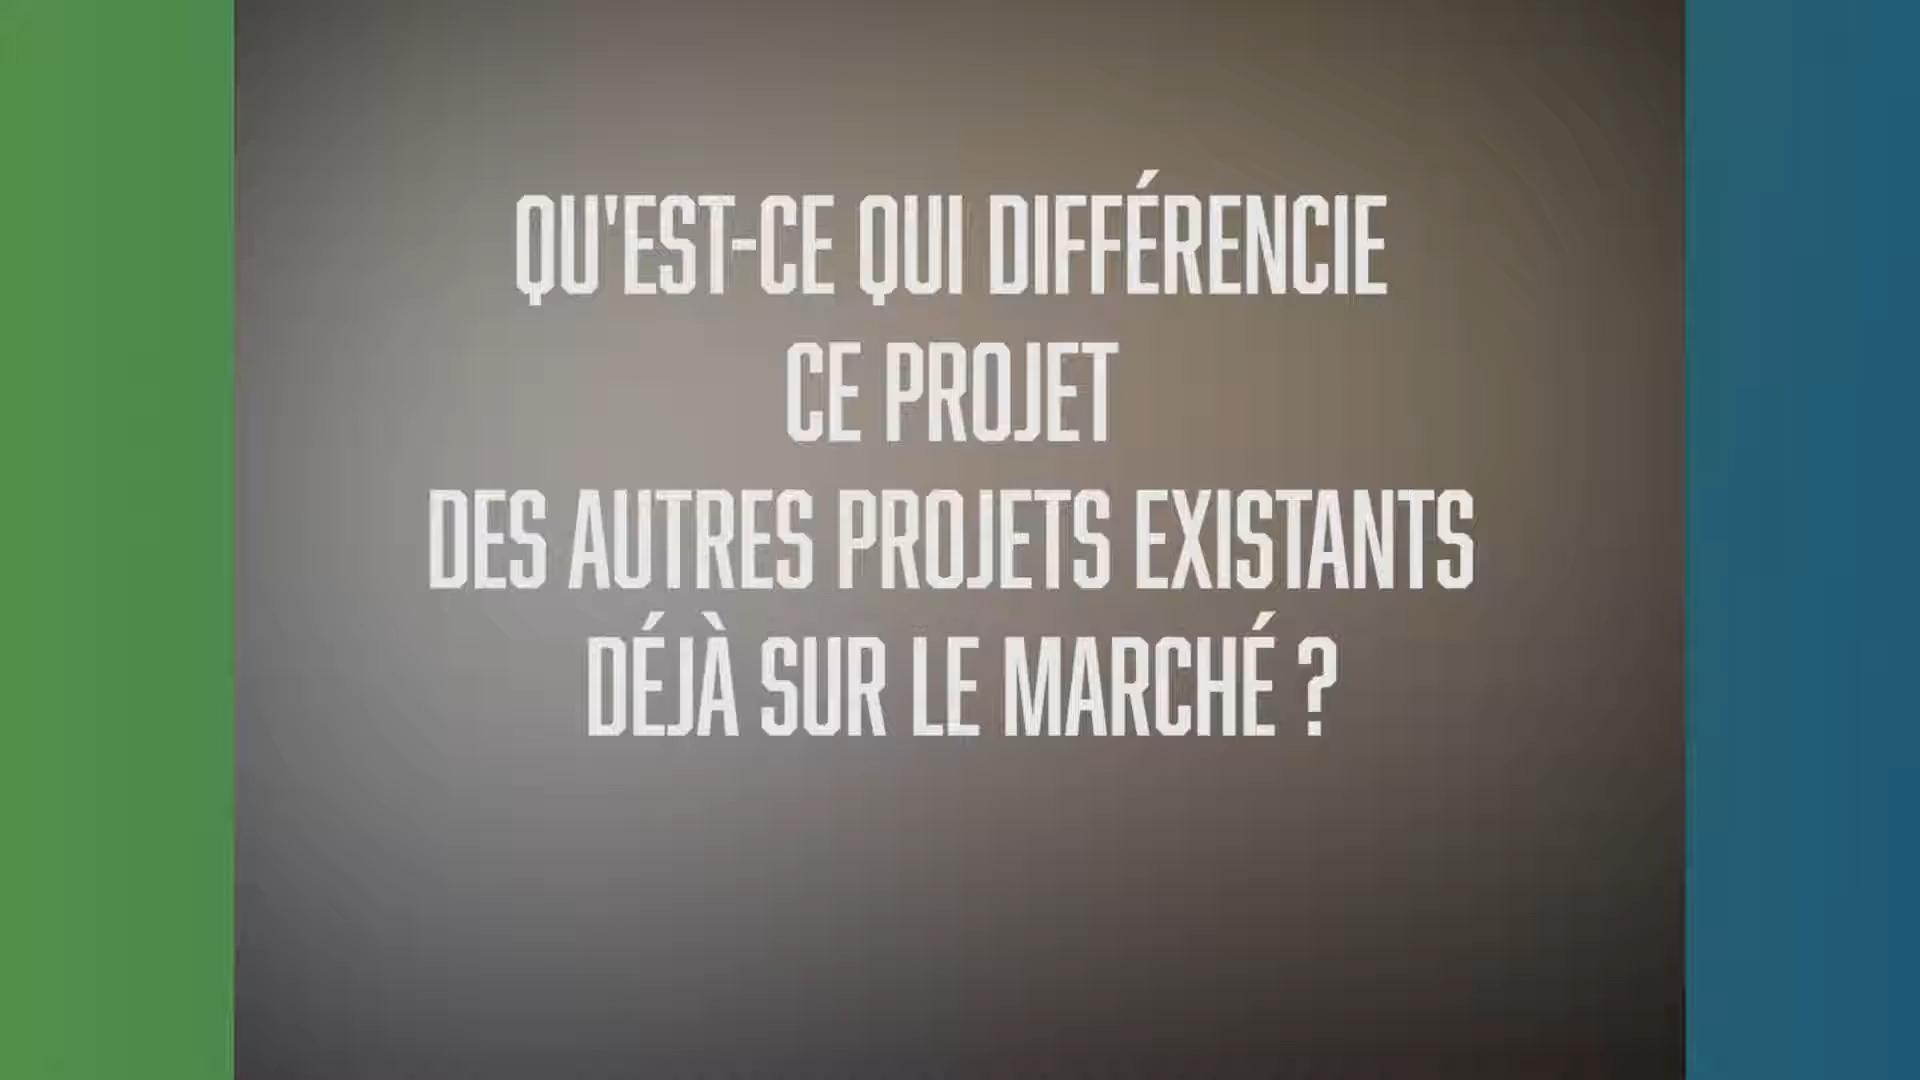 QU'EST-CE QUI DIFFÉRENCIE
CE PROJET
DES AUTRES PROJETS EXISTANTS
DÉJÀ SUR LE MARCHÉ ?